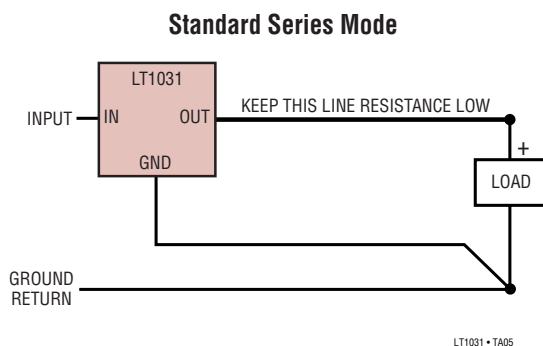 Standard Series Mode
LT1031
INPUT
IN
OUT
KEEP THIS LINE RESISTANCE LOW
GND
+
LOAD
GROUND
RETURN
LT1031 • TA05